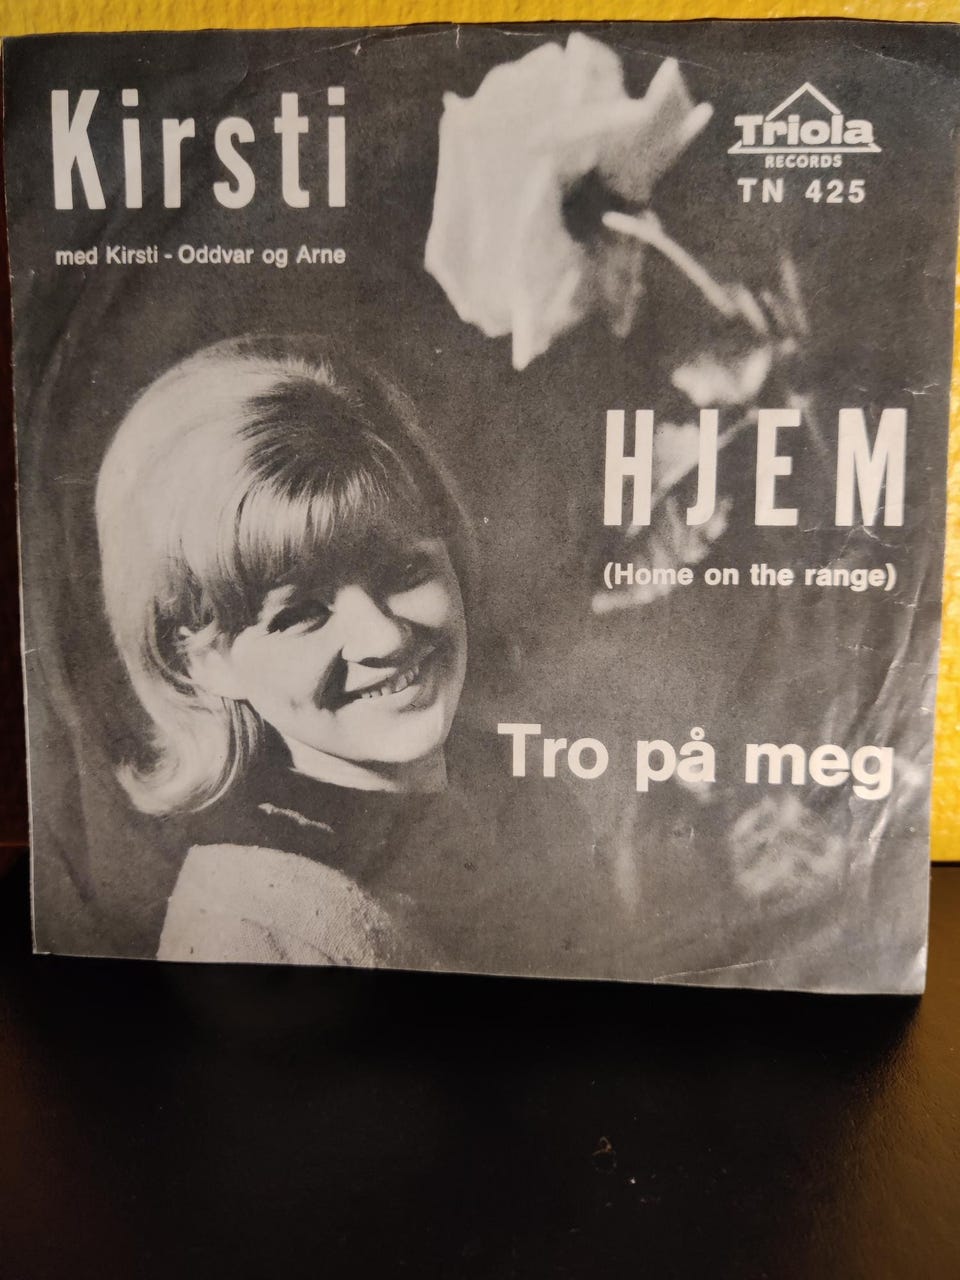 Kirsti
med Kirsti - Oddvar og Arne
Triola
RECORDS
TN 425
HJEM
(Home on the range)
Tro på meg